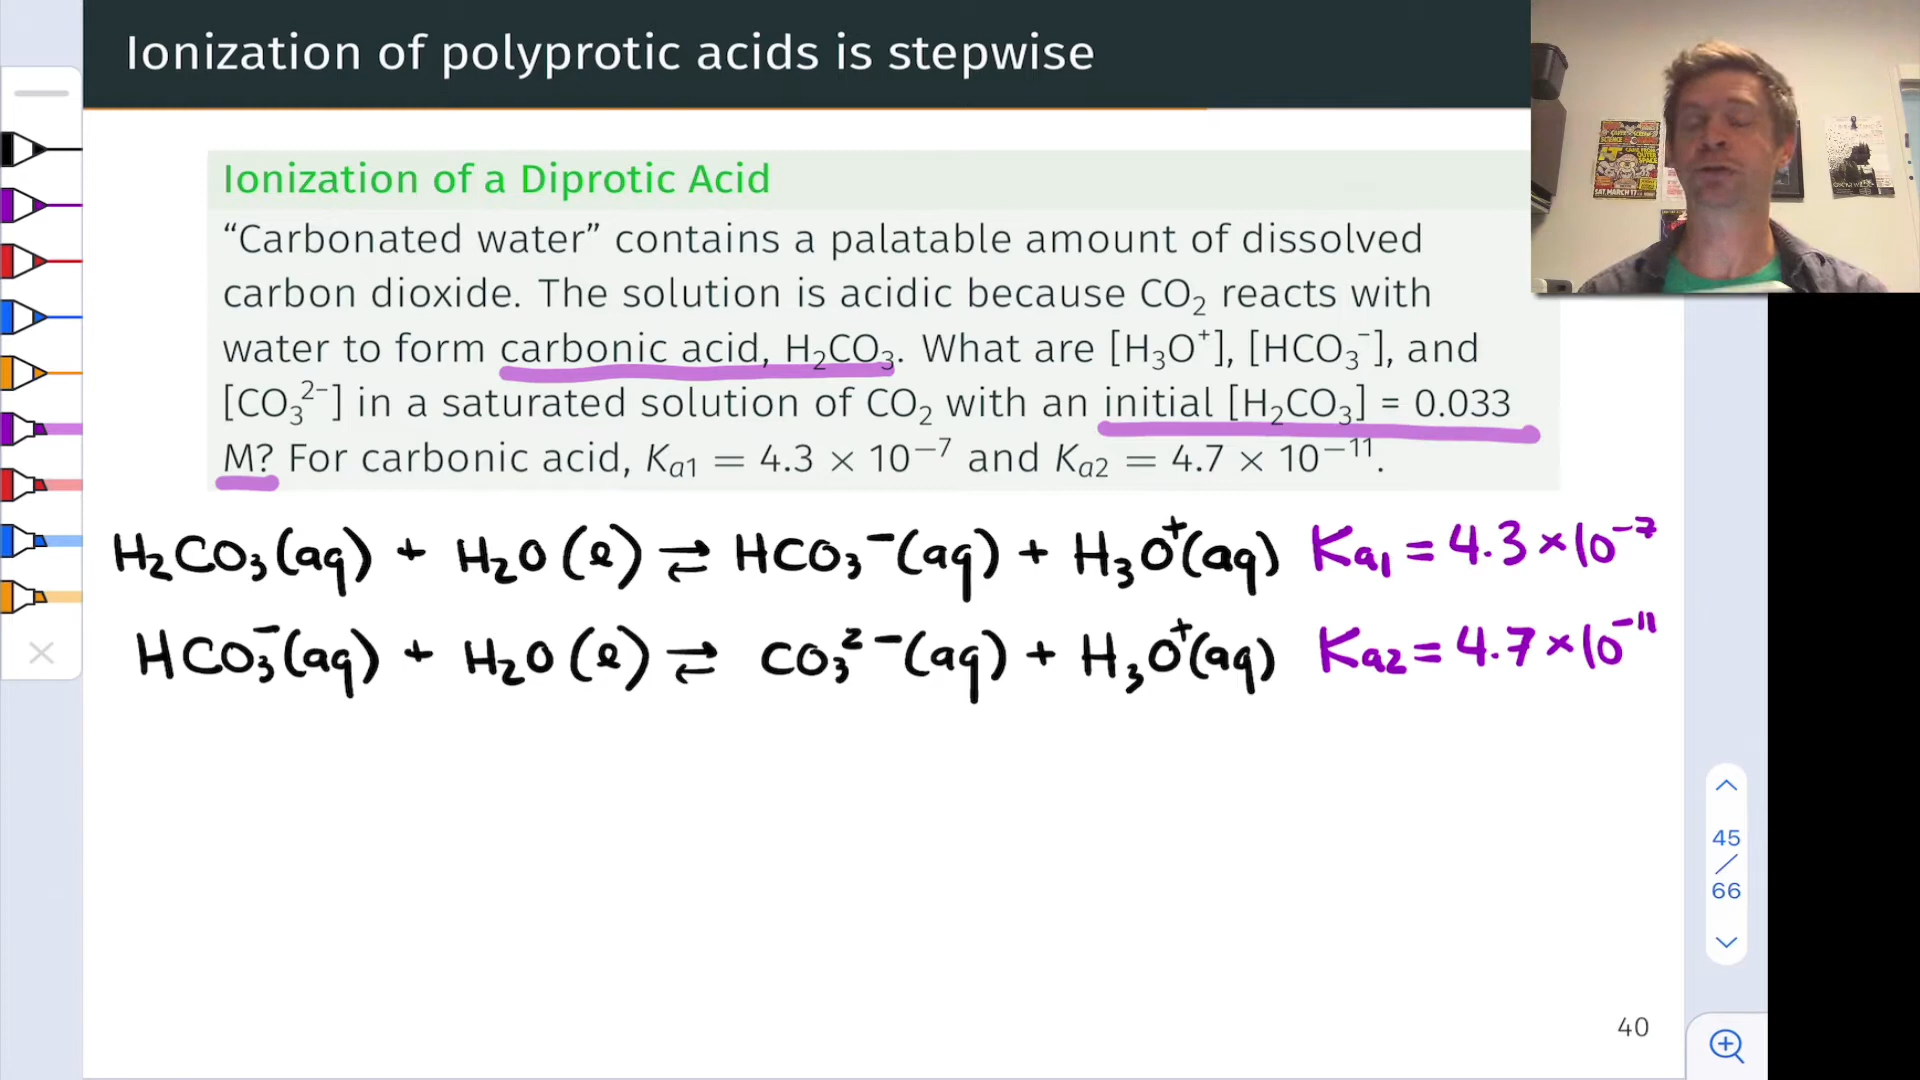 Ionization of polyprotic acids is stepwise
Ionization of a Diprotic Acid
“Carbonated water” contains a palatable amount of dissolved
carbon dioxide. The solution is acidic because CO₂ reacts with
water to form carbonic acid, H₂CO₃. What are [H₃O⁺], [HCO₃⁻], and
[CO₃²⁻] in a saturated solution of CO₂ with an initial [H₂CO₃] = 0.033
M? For carbonic acid, Kₐ₁ = 4.3 × 10⁻⁷ and Kₐ₂ = 4.7 × 10⁻¹¹.
H₂CO₃(aq) + H₂O(ℓ) ⇌ HCO₃⁻(aq) + H₃O⁺(aq) Kₐ₁ = 4.3 × 10⁻⁷
HCO₃⁻(aq) + H₂O(ℓ) ⇌ CO₃²⁻(aq) + H₃O⁺(aq) Kₐ₂ = 4.7 × 10⁻¹¹
45
/
66
40